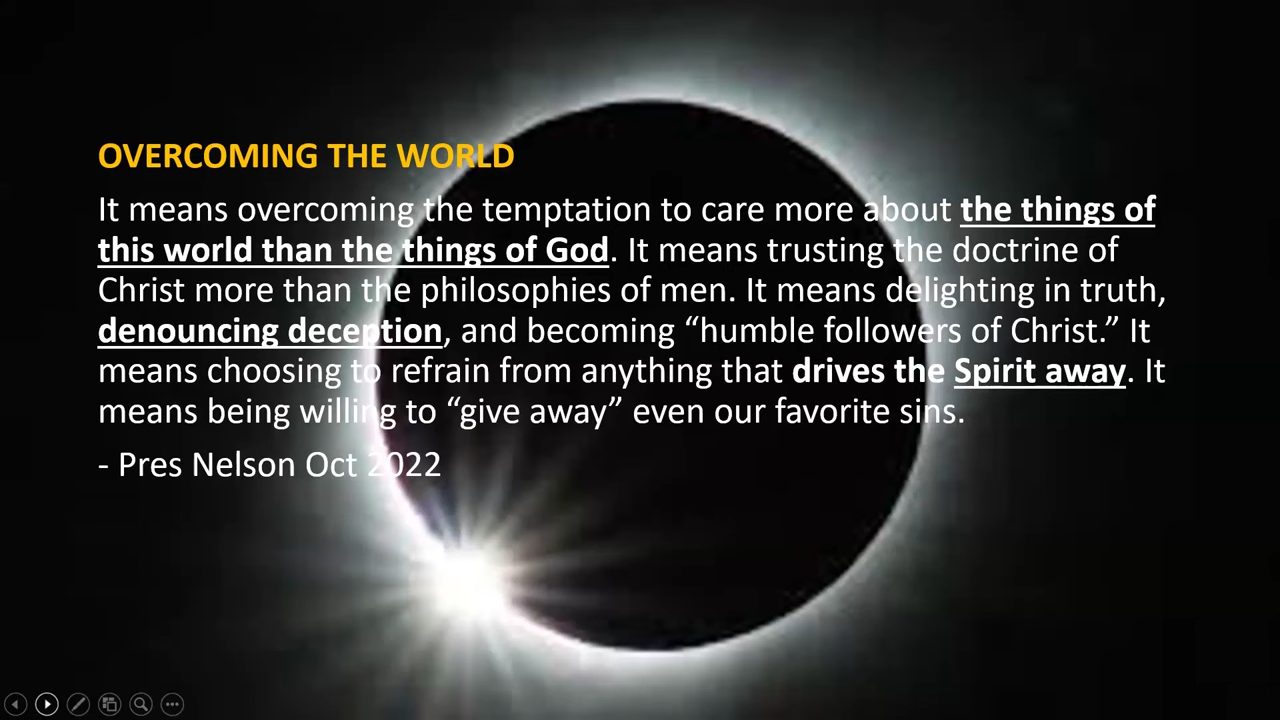 OVERCOMING THE WORLD
It means overcoming the temptation to care more about the things of
this world than the things of God. It means trusting the doctrine of
Christ more than the philosophies of men. It means delighting in truth,
denouncing deception, and becoming “humble followers of Christ.” It
means choosing to refrain from anything that drives the Spirit away. It
means being willing to “give away” even our favorite sins.
- Pres Nelson Oct 2022